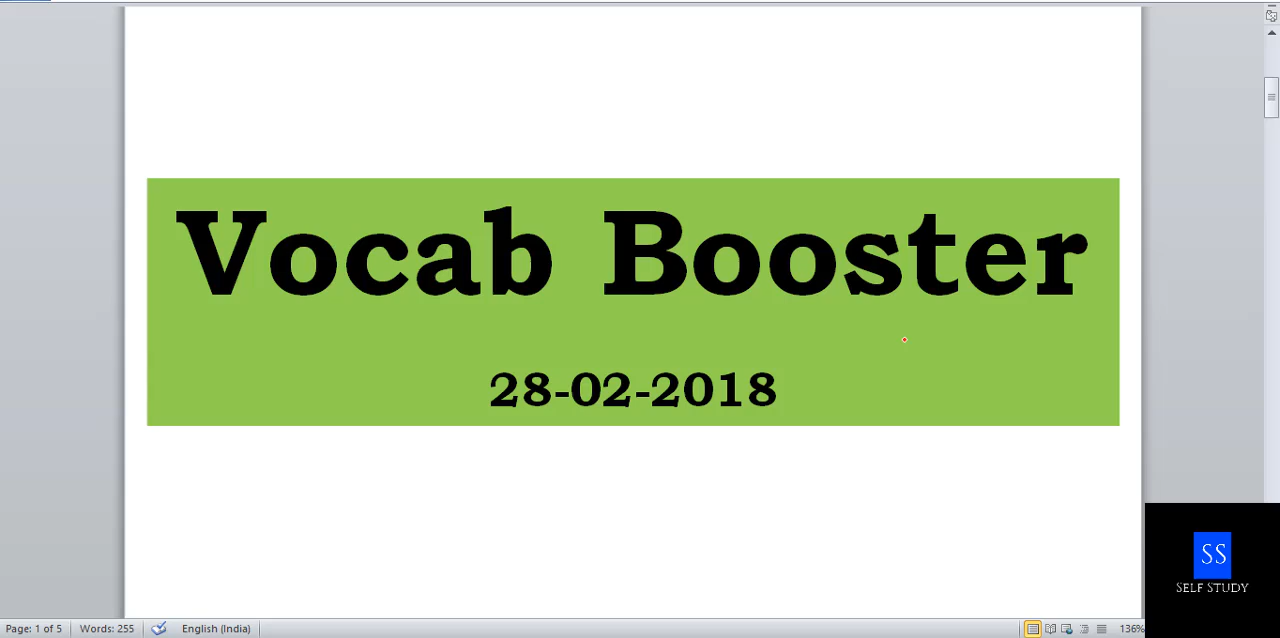 Vocab Booster
28-02-2018
SS
SELF STUDY
Page: 1 of 5
Words: 255
English (India)
136%